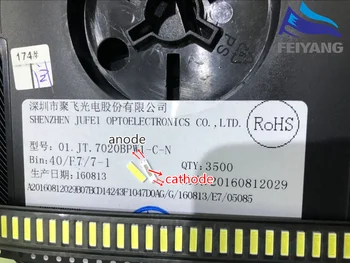 FEIYANG
174#
PS
深圳市聚飞光电股份有限公司
SHENZHEN JUFEI OPTOELECTRONICS CO.,LTD.
anode
型号: 01.JT.7020BPW1-C-N
RoHS
Bin: 40/F7/7-1
QTY: 3500
cathode
生产日期: 160813
20160812029
A20160812029B07BCD14243F1047D0AG/G/160813/E7/05085